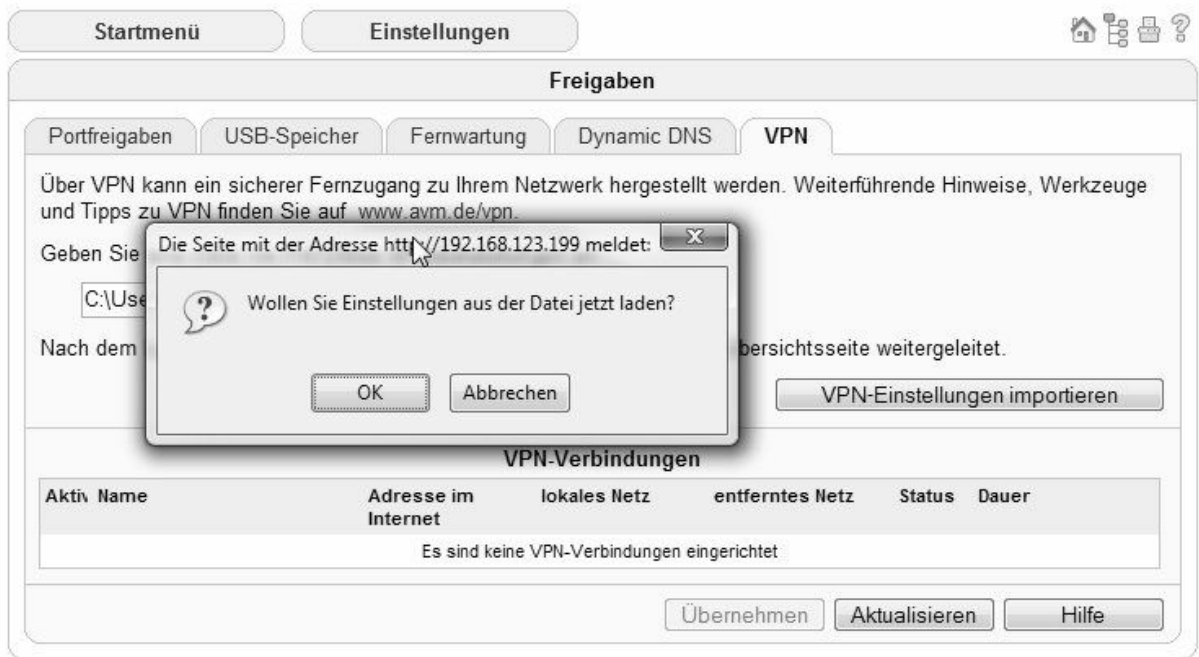 Startmenü
Einstellungen
Freigaben
Portfreigaben
USB-Speicher
Fernwartung
Dynamic DNS
VPN
Über VPN kann ein sicherer Fernzugang zu Ihrem Netzwerk hergestellt werden. Weiterführende Hinweise, Werkzeuge
und Tipps zu VPN finden Sie auf www.avm.de/vpn.
Geben Sie
Die Seite mit der Adresse http://192.168.123.199 meldet:
C:\Use
Wollen Sie Einstellungen aus der Datei jetzt laden?
Nach dem bersichtsseite weitergeleitet.
OK
Abbrechen
VPN-Einstellungen importieren
VPN-Verbindungen
Aktiv Name Adresse im lokales Netz entferntes Netz Status Dauer
Internet
Es sind keine VPN-Verbindungen eingerichtet
Übernehmen
Aktualisieren
Hilfe